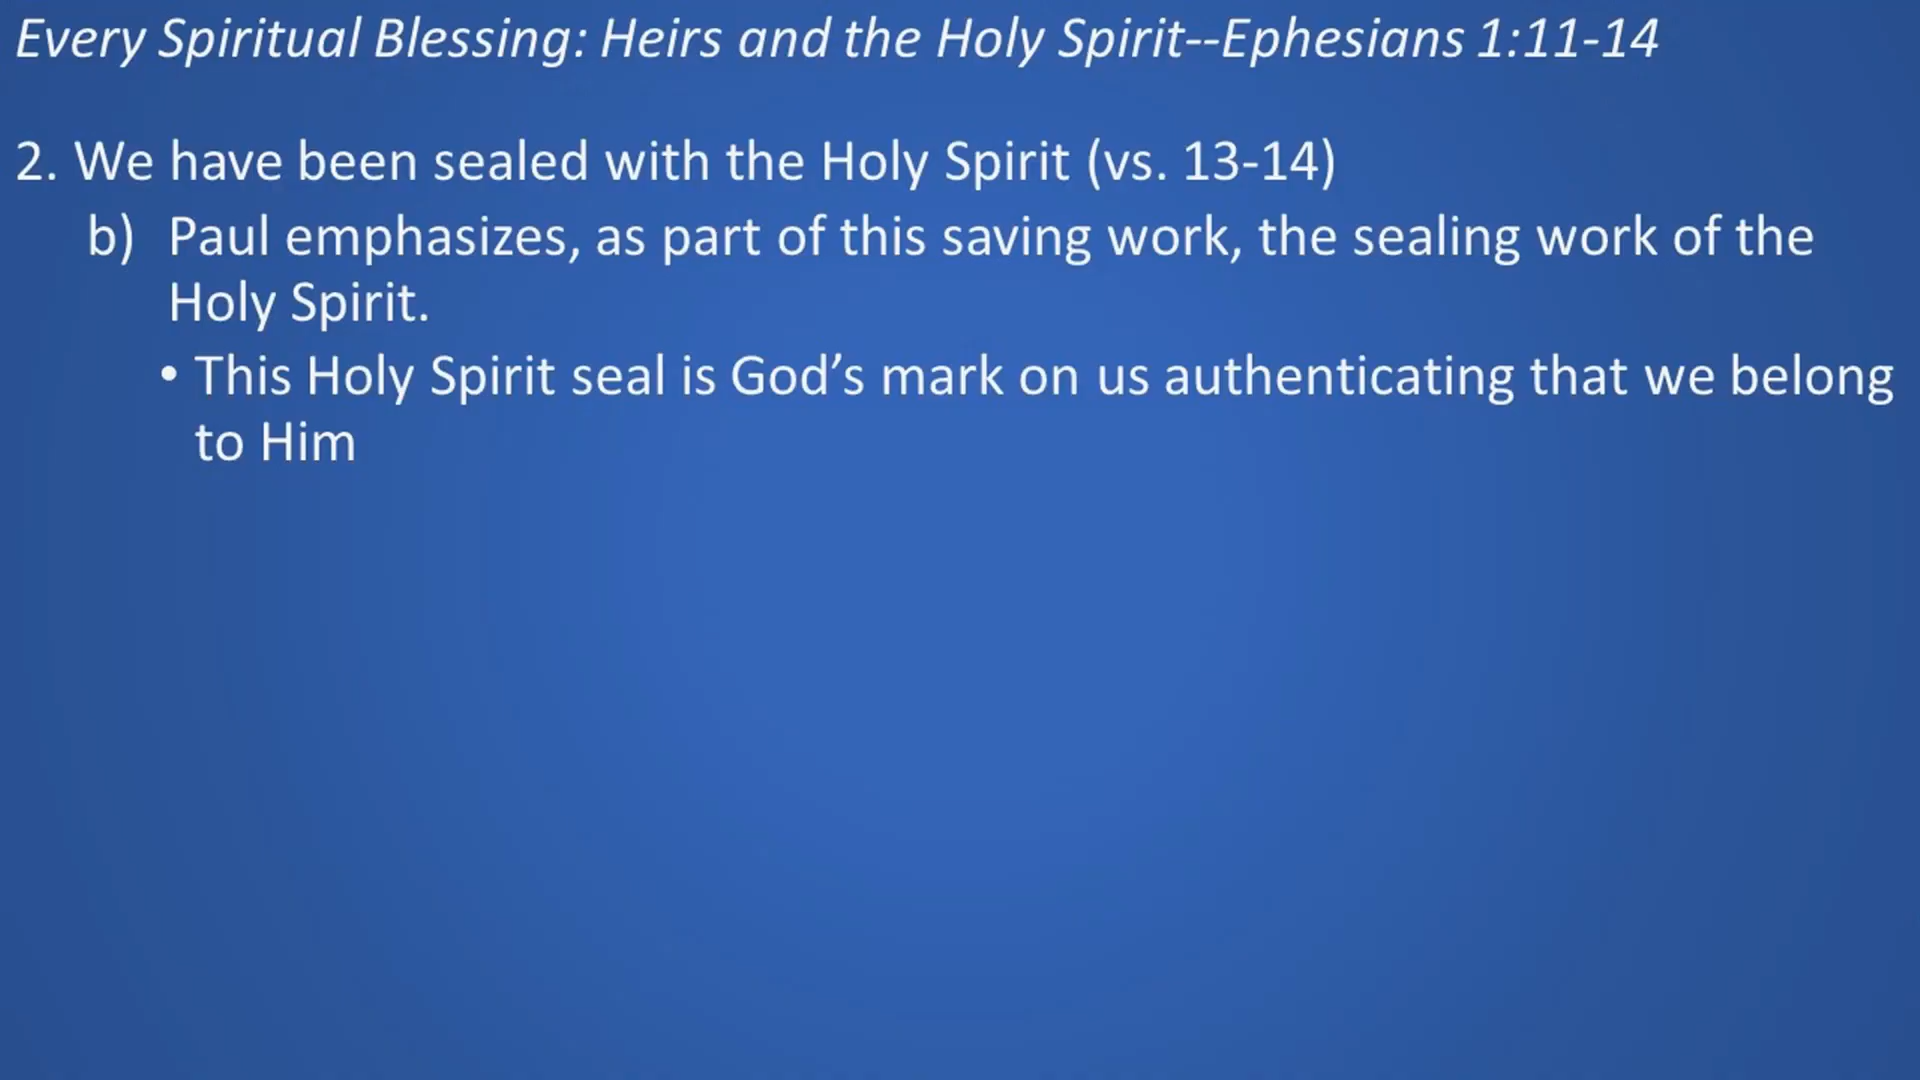 Every Spiritual Blessing: Heirs and the Holy Spirit--Ephesians 1:11-14
2. We have been sealed with the Holy Spirit (vs. 13-14)
b) Paul emphasizes, as part of this saving work, the sealing work of the
Holy Spirit.
• This Holy Spirit seal is God’s mark on us authenticating that we belong
to Him